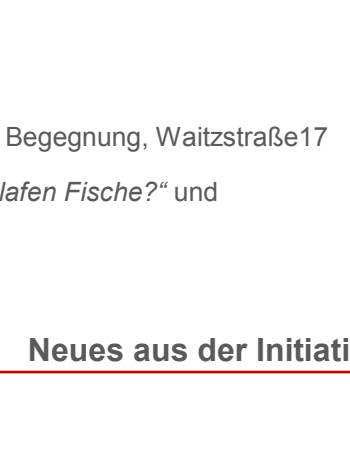 Begegnung, Waitzstraße17
lafen Fische?“ und
Neues aus der Initiati